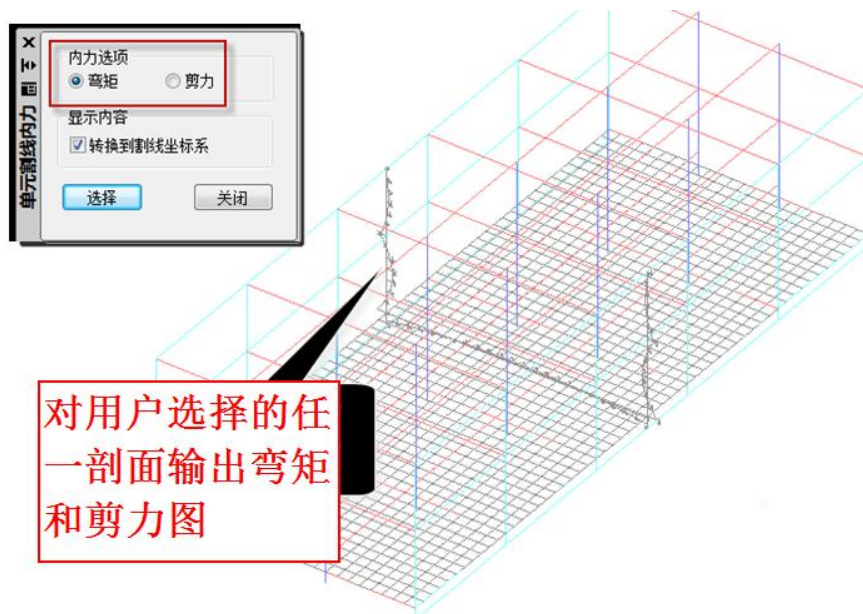 单元割线内力
内力选项
弯矩
剪力
显示内容
转换到割线坐标系
选择
关闭
对用户选择的任
一剖面输出弯矩
和剪力图